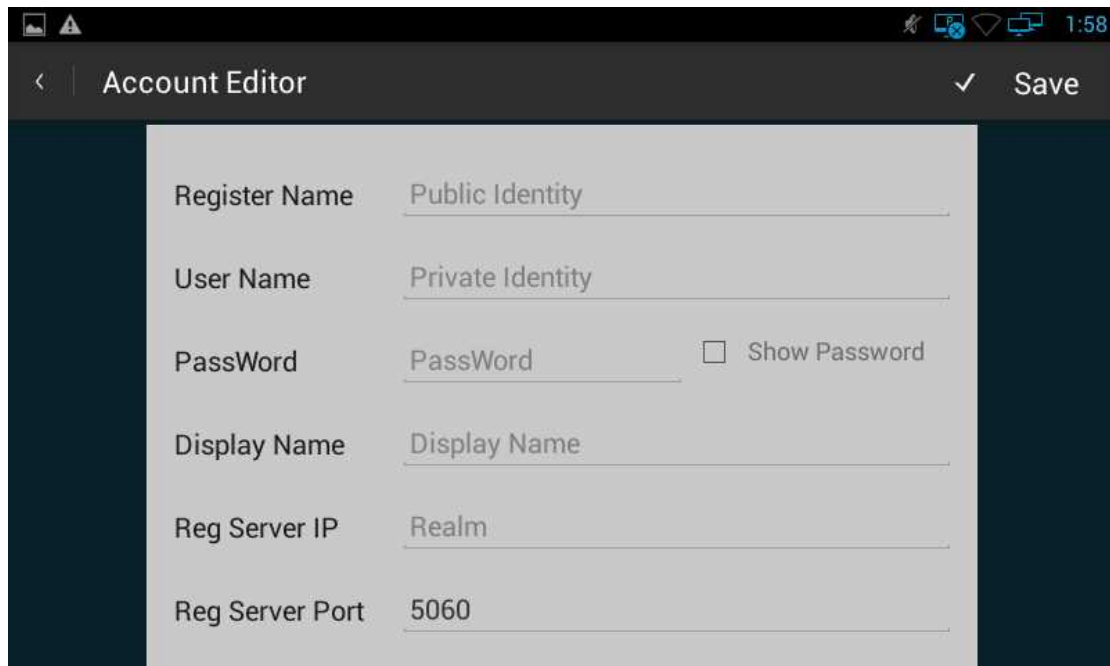 1:58
Account Editor
Save
Register Name Public Identity
User Name Private Identity
PassWord PassWord Show Password
Display Name Display Name
Reg Server IP Realm
Reg Server Port 5060